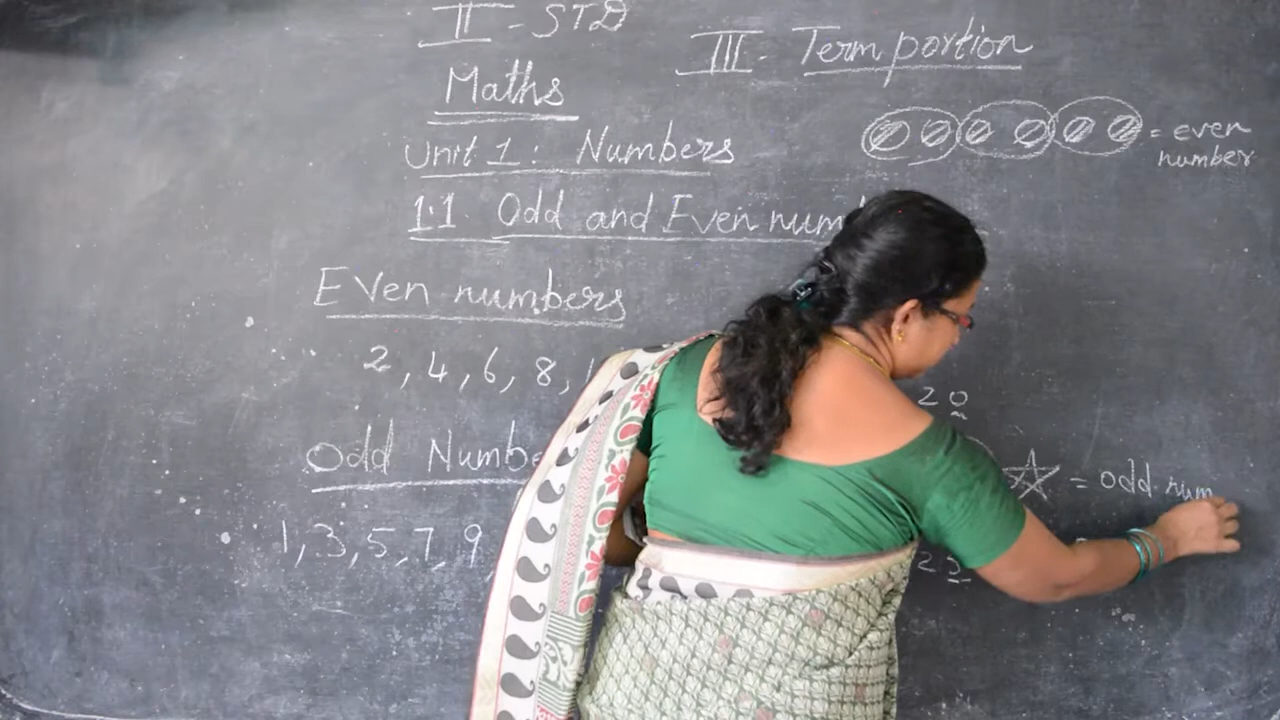 II - STD
III - Term portion
Maths
= even
number
Unit 1 : Numbers
1.1 Odd and Even num
Even numbers
2, 4, 6, 8,
20
Odd Numbe
= odd num
1, 3, 5, 7, 9